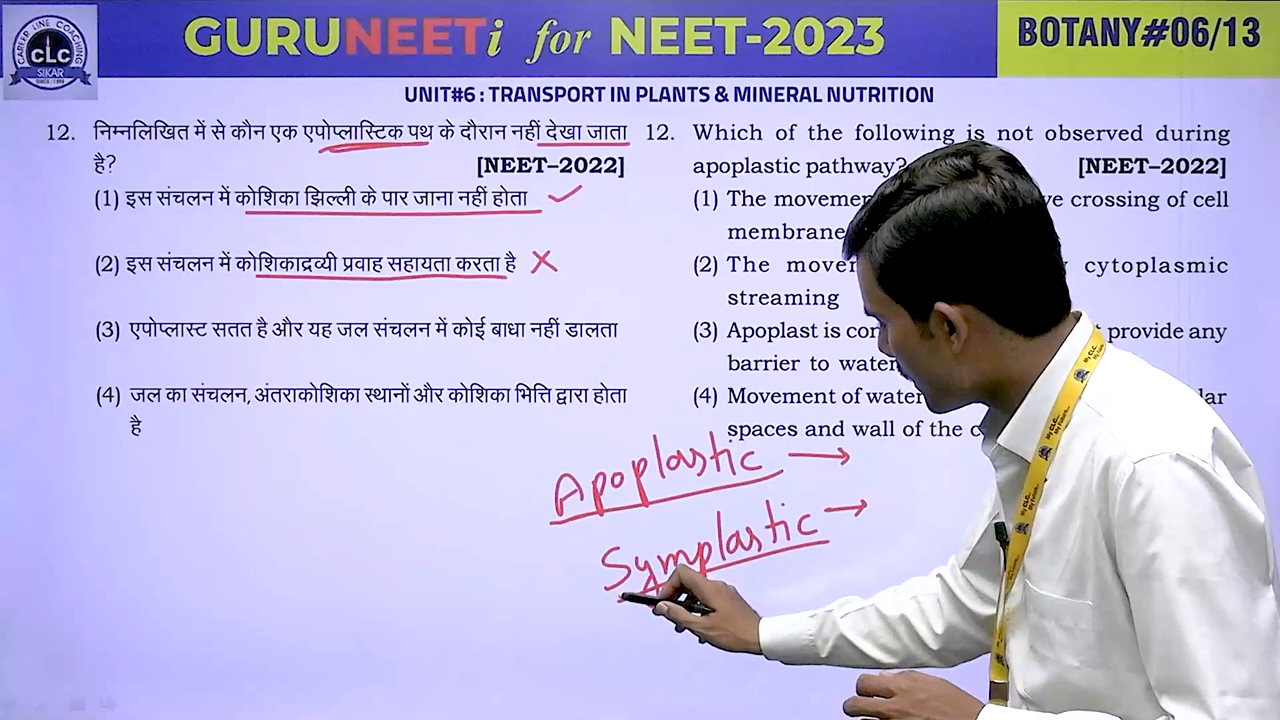 CAREER LINE COACHING
CLC
SIKAR
GURUNEETi for NEET-2023
BOTANY#06/13
UNIT#6 : TRANSPORT IN PLANTS & MINERAL NUTRITION
12. निम्नलिखित में से कौन एक एपोप्लास्टिक पथ के दौरान नहीं देखा जाता
है? [NEET–2022]
(1) इस संचलन में कोशिका झिल्ली के पार जाना नहीं होता
(2) इस संचलन में कोशिकाद्रव्यी प्रवाह सहायता करता है
(3) एपोप्लास्ट सतत है और यह जल संचलन में कोई बाधा नहीं डालता
(4) जल का संचलन, अंतराकोशिका स्थानों और कोशिका भित्ति द्वारा होता
है
12. Which of the following is not observed during
apoplastic pathway? [NEET–2022]
(1) The crossing of cell
membrane
(2) The cytoplasmic
streaming
(3) Apoplast is provide any
barrier to water
(4) Movement of water
spaces and wall of the
Apoplastic →
Symplastic →
My CLC..
My Future..